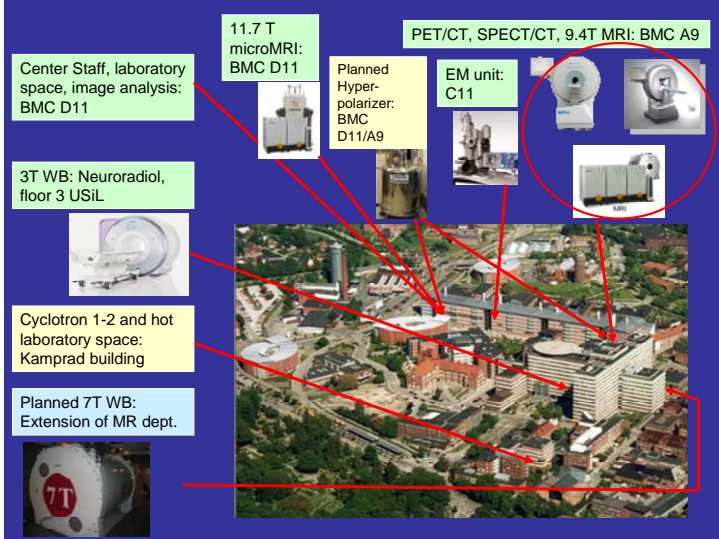 11.7 T
microMRI:
BMC D11
PET/CT, SPECT/CT, 9.4T MRI: BMC A9
Center Staff, laboratory
space, image analysis:
BMC D11
Planned
Hyper-
polarizer:
BMC
D11/A9
EM unit:
C11
MRI
3T WB: Neuroradiol,
floor 3 USiL
Cyclotron 1-2 and hot
laboratory space:
Kamprad building
Planned 7T WB:
Extension of MR dept.
7T